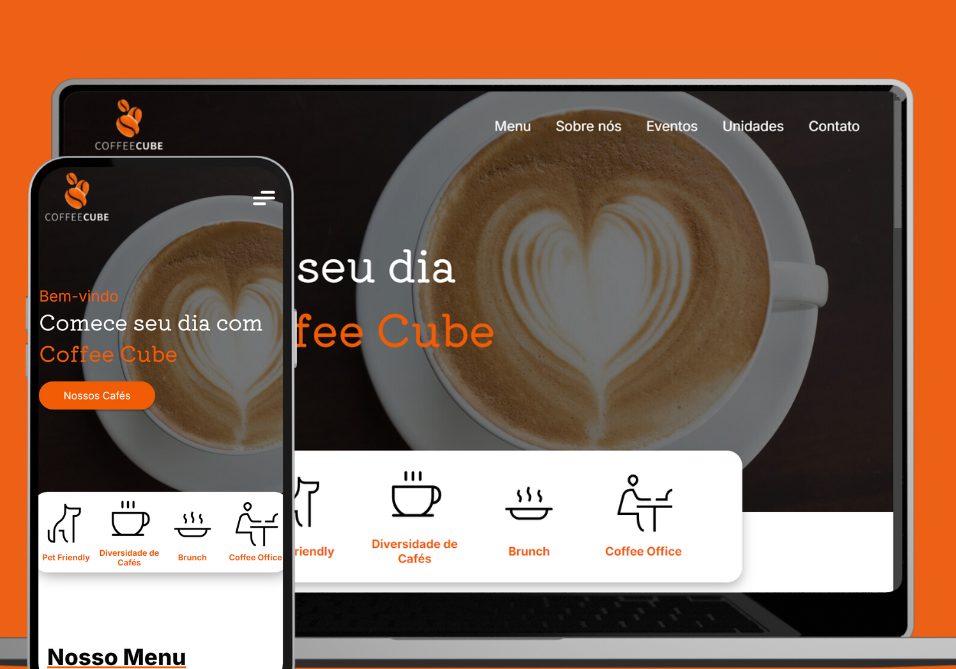 COFFEECUBE
Menu Sobre nós Eventos Unidades Contato
seu dia
fee Cube
riendly
Diversidade de
Cafés
Brunch
Coffee Office
COFFEECUBE
Bem-vindo
Comece seu dia com
Coffee Cube
Nossos Cafés
Pet Friendly
Diversidade de
Cafés
Brunch
Coffee Office
Nosso Menu